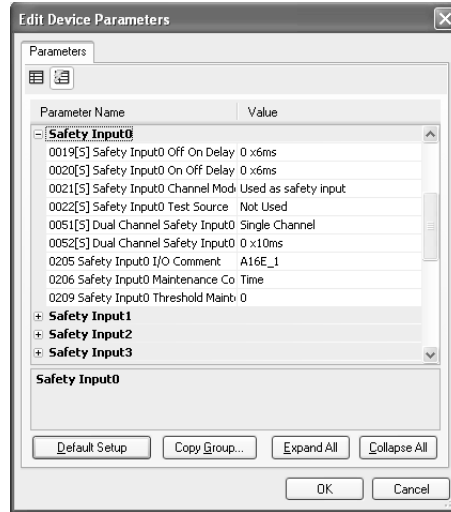 Edit Device Parameters
Parameters
Parameter Name Value
Safety Input0
0019[S] Safety Input0 Off On Delay 0 x6ms
0020[S] Safety Input0 On Off Delay 0 x6ms
0021[S] Safety Input0 Channel Mod Used as safety input
0022[S] Safety Input0 Test Source Not Used
0051[S] Dual Channel Safety Input0 Single Channel
0052[S] Dual Channel Safety Input0 0 x10ms
0205 Safety Input0 I/O Comment A16E_1
0206 Safety Input0 Maintenance Co Time
0209 Safety Input0 Threshold Maint 0
Safety Input1
Safety Input2
Safety Input3
Safety Input0
Default Setup Copy Group... Expand All Collapse All
OK Cancel